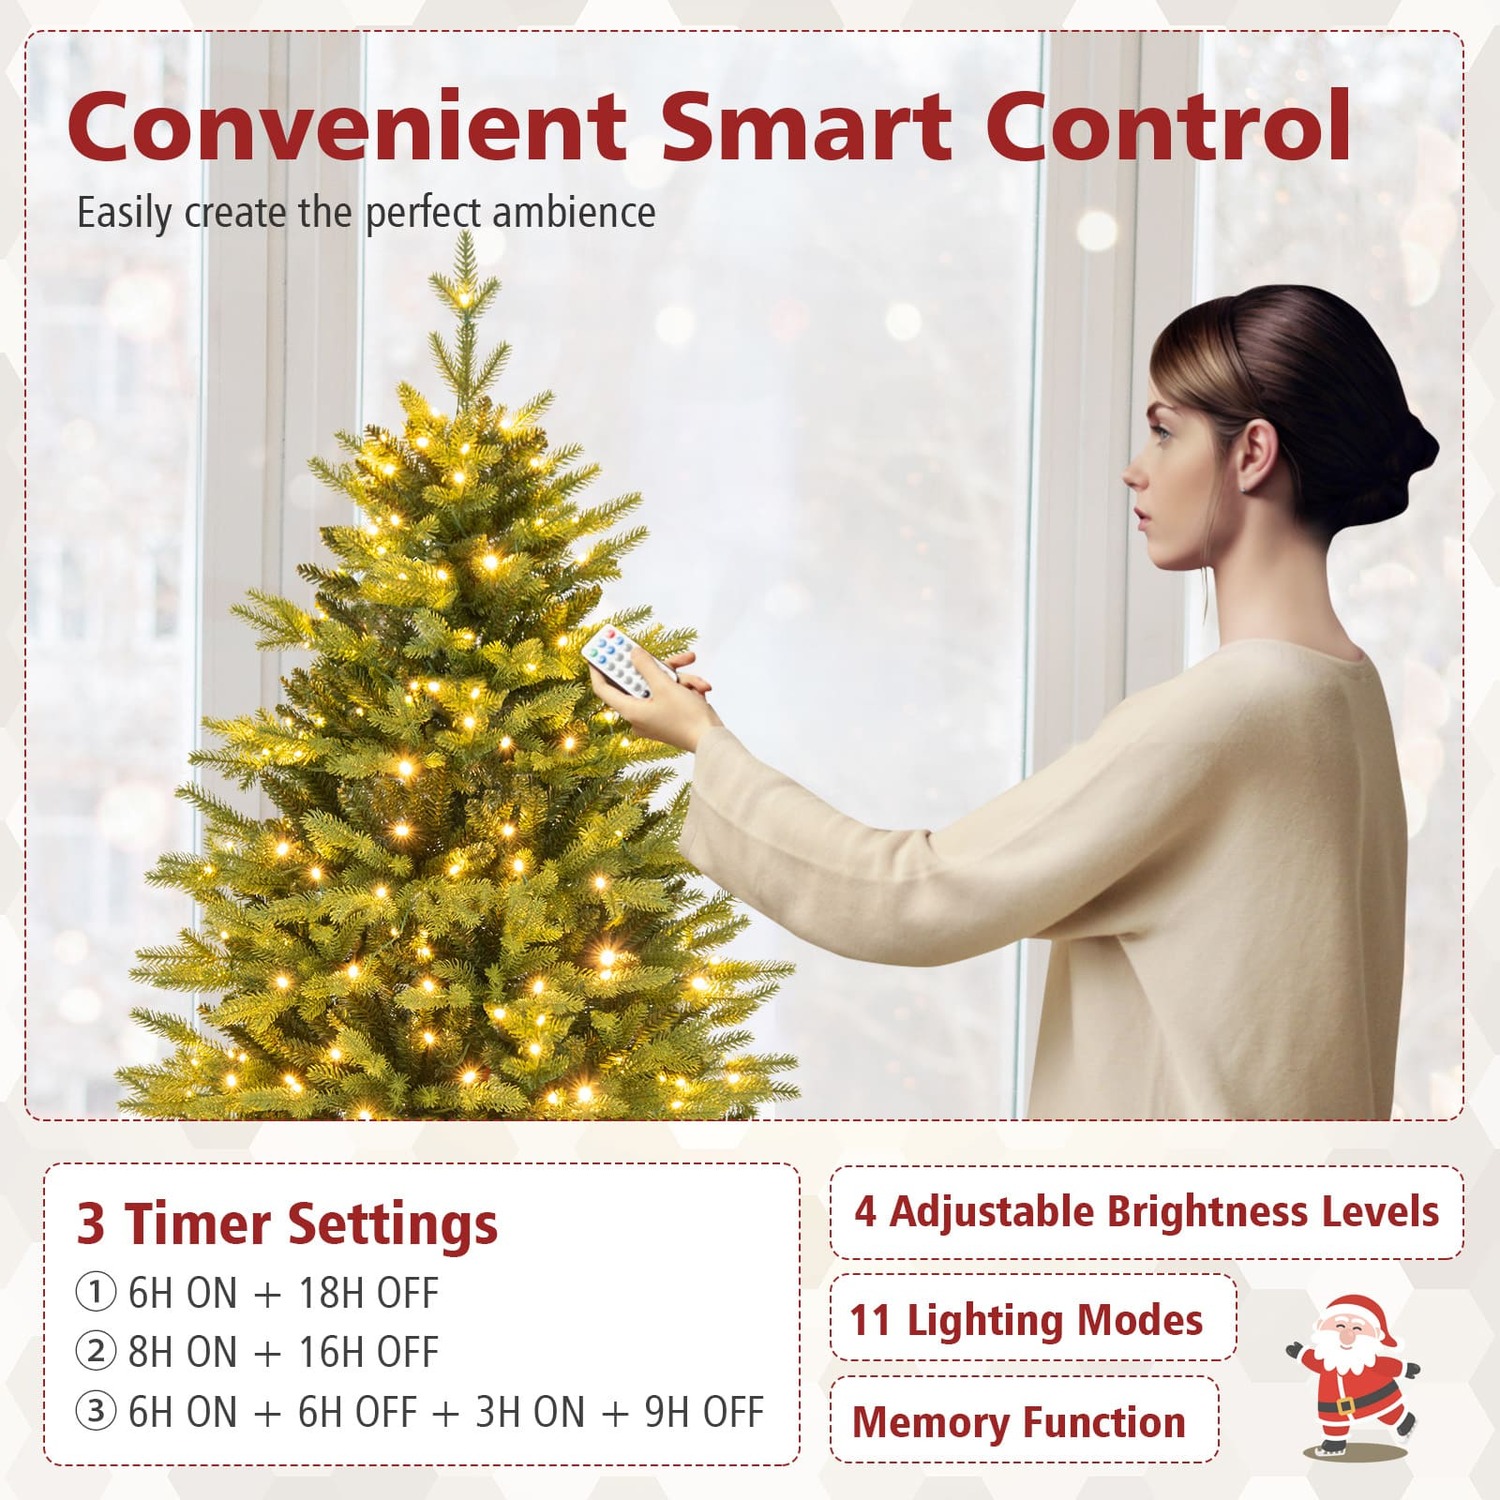 Convenient Smart Control
Easily create the perfect ambience
3 Timer Settings
① 6H ON + 18H OFF
② 8H ON + 16H OFF
③ 6H ON + 6H OFF + 3H ON + 9H OFF
4 Adjustable Brightness Levels
11 Lighting Modes
Memory Function